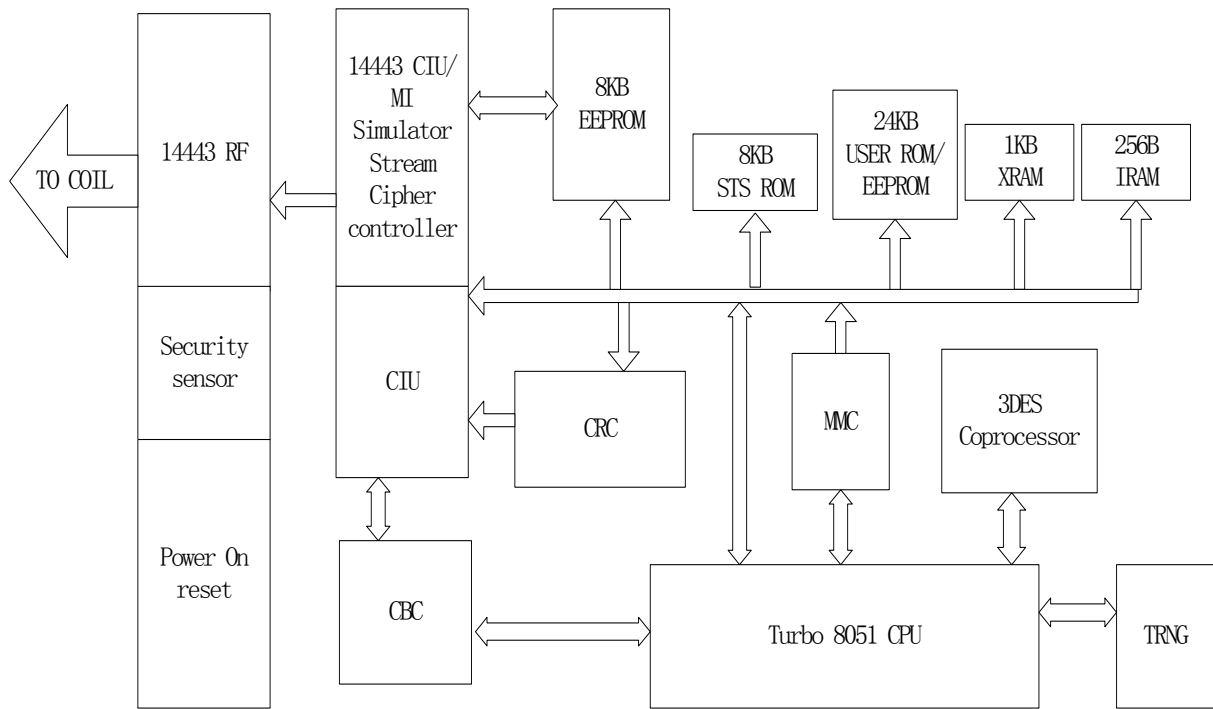 TO COIL
14443 RF
Security
sensor
Power On
reset
14443 CIU/
MI
Simulator
Stream
Cipher
controller
CIU
8KB
EEPROM
8KB
STS ROM
24KB
USER ROM/
EEPROM
1KB
XRAM
256B
IRAM
CRC
MMC
3DES
Coprocessor
CBC
Turbo 8051 CPU
TRNG